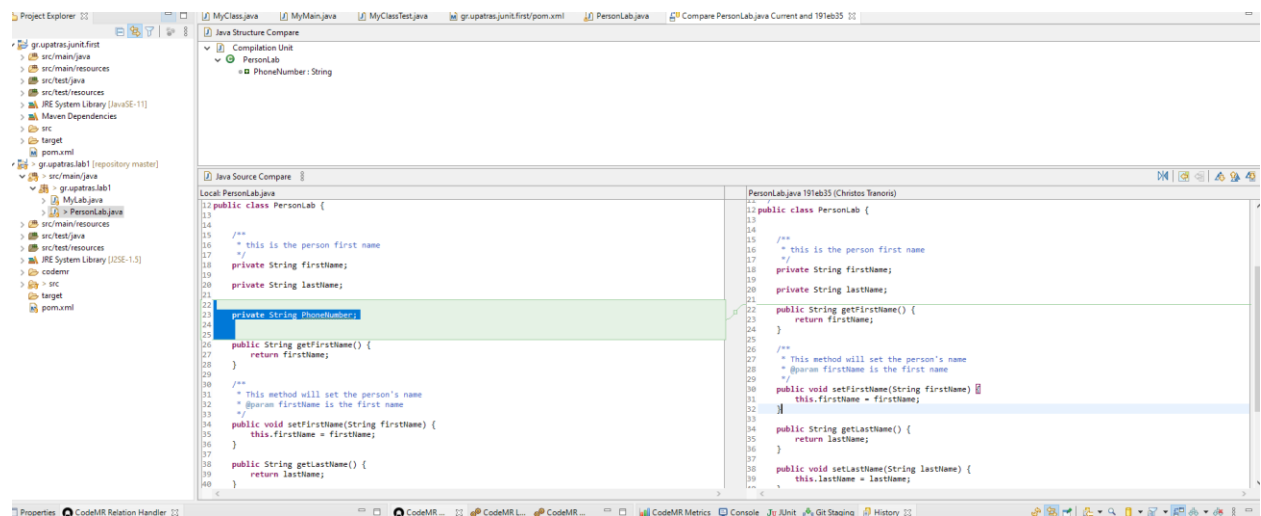 Project Explorer
MyClass.java
MyMain.java
MyClassTest.java
gr.upatras.junit.first/pom.xml
PersonLab.java
Compare PersonLab.java Current and 191eb35
gr.upatras.junit.first
src/main/java
src/main/resources
src/test/java
src/test/resources
JRE System Library [JavaSE-11]
Maven Dependencies
src
target
pom.xml
> gr.upatras.lab1 [repository master]
> src/main/java
> gr.upatras.lab1
MyLab.java
> PersonLab.java
src/main/resources
src/test/java
src/test/resources
JRE System Library [J2SE-1.5]
codemr
> src
target
pom.xml
Java Structure Compare
Compilation Unit
PersonLab
PhoneNumber : String
Java Source Compare
Local: PersonLab.java
12 public class PersonLab {
13
14
15 /**
16 * this is the person first name
17 */
18 private String firstName;
19
20 private String lastName;
21
22
23 private String PhoneNumber;
24
25
26 public String getFirstName() {
27 return firstName;
28 }
29
30 /**
31 * This method will set the person's name
32 * @param firstName is the first name
33 */
34 public void setFirstName(String firstName) {
35 this.firstName = firstName;
36 }
37
38 public String getLastName() {
39 return lastName;
40 }
PersonLab.java 191eb35 (Christos Tranoris)
12 public class PersonLab {
13
14
15 /**
16 * this is the person first name
17 */
18 private String firstName;
19
20 private String lastName;
21
22 public String getFirstName() {
23 return firstName;
24 }
25
26 /**
27 * This method will set the person's name
28 * @param firstName is the first name
29 */
30 public void setFirstName(String firstName) {
31 this.firstName = firstName;
32 }
33
34 public String getLastName() {
35 return lastName;
36 }
37
38 public void setLastName(String lastName) {
39 this.lastName = lastName;
Properties
CodeMR Relation Handler
CodeMR ...
CodeMR L...
CodeMR ...
CodeMR Metrics
Console
JUnit
Git Staging
History